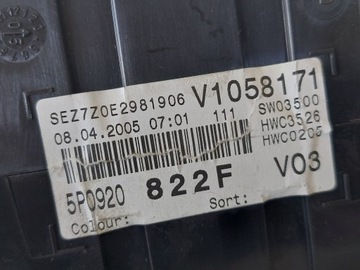 SEZ7Z0E2981906 V1058171
08.04.2005 07:01 111 SW03500
HWC3526
HWC0205
5P0920 822F V03
Colour: Sort: